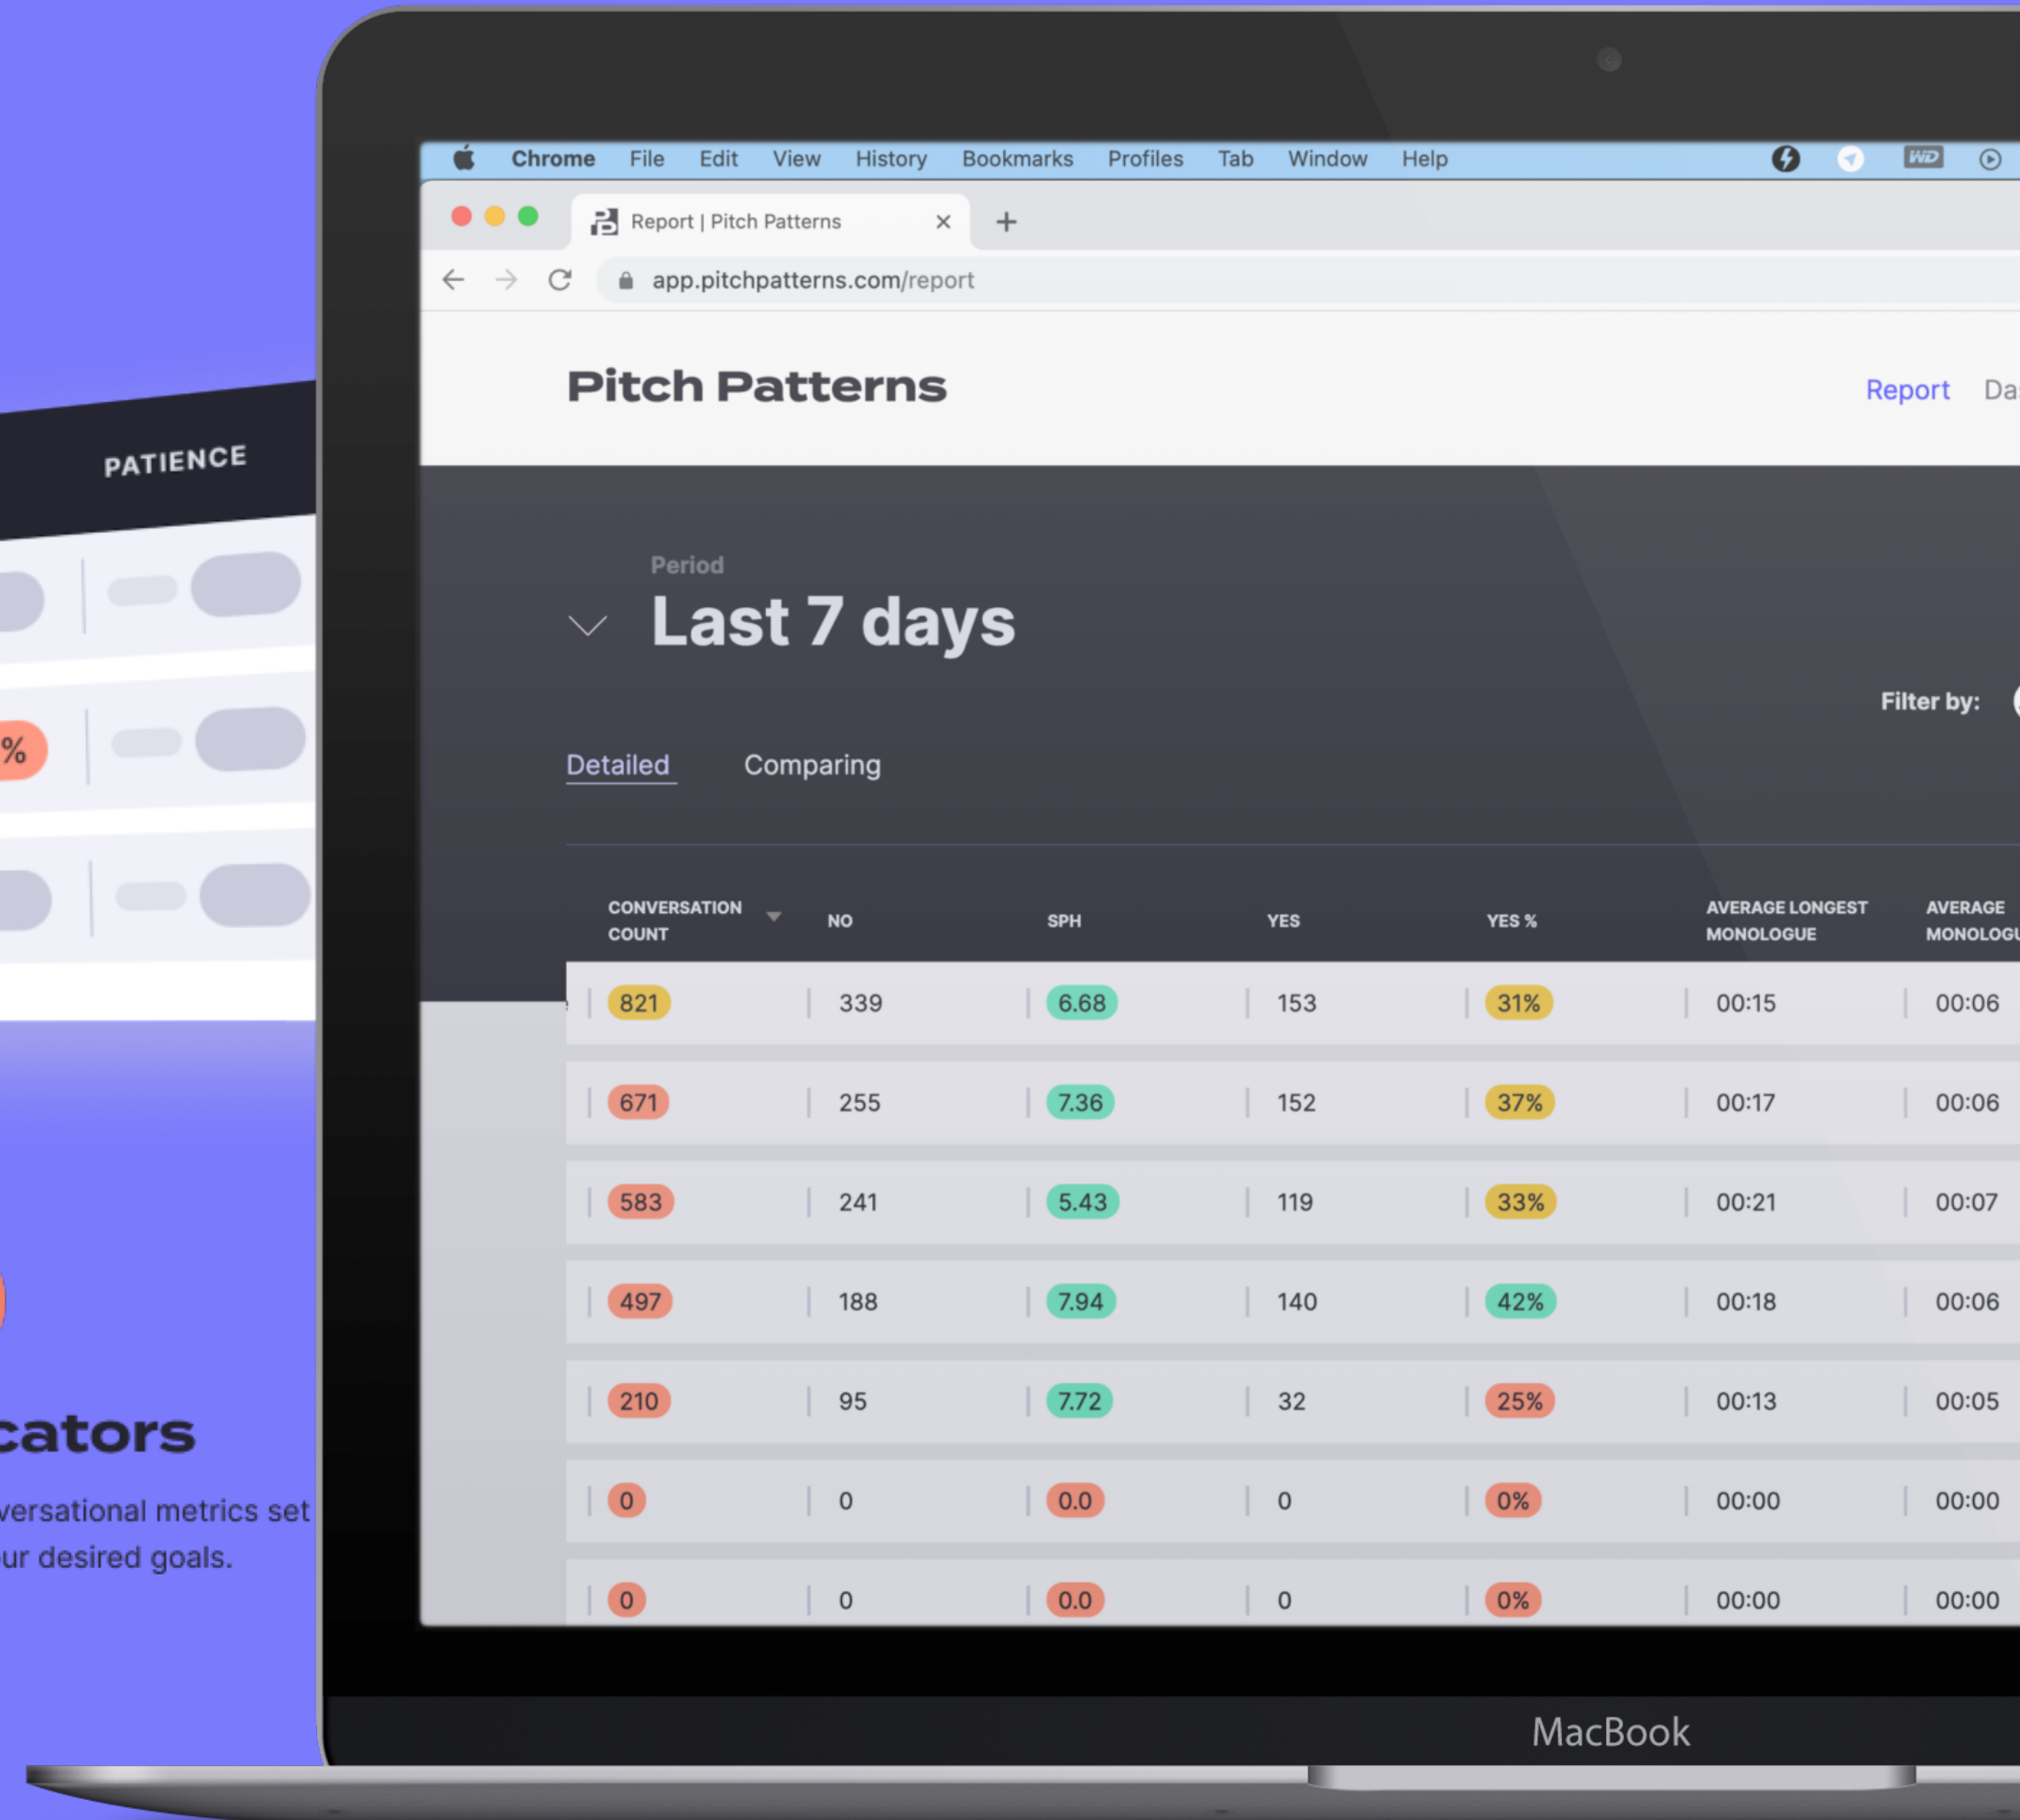 Chrome File Edit View History Bookmarks Profiles Tab Window Help
WD
Report | Pitch Patterns
app.pitchpatterns.com/report
Pitch Patterns
Report
PATIENCE
Period
Last 7 days
Filter by:
%
Detailed Comparing
CONVERSATION COUNT NO SPH YES YES % AVERAGE LONGEST MONOLOGUE AVERAGE
821 339 6.68 153 31% 00:15 00:06
671 255 7.36 152 37% 00:17 00:06
583 241 5.43 119 33% 00:21 00:07
497 188 7.94 140 42% 00:18 00:06
210 95 7.72 32 25% 00:13 00:05
0 0 0.0 0 0% 00:00 00:00
0 0 0.0 0 0% 00:00 00:00
cators
versational metrics set
ur desired goals.
MacBook